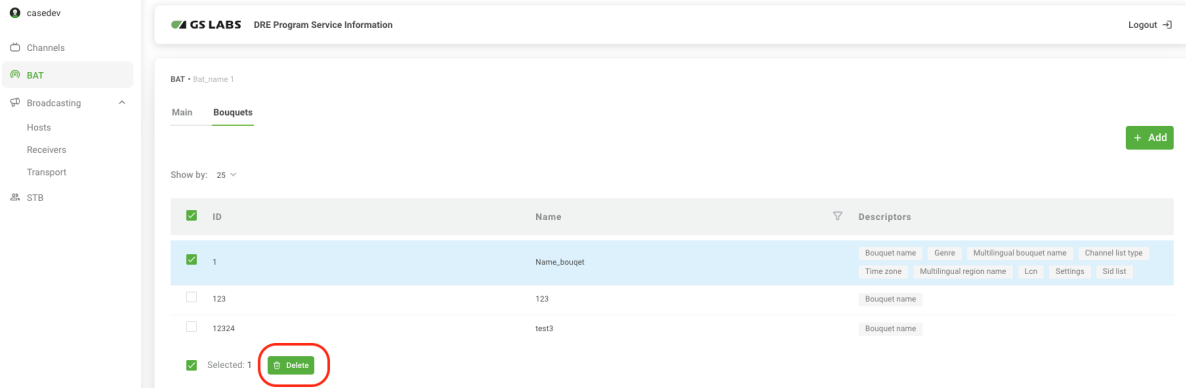 casedev
GS LABS DRE Program Service Information
Logout
Channels
BAT
Broadcasting
Hosts
Receivers
Transport
STB
BAT • Bat_name 1
Main Bouquets
+ Add
Show by: 25
ID Name Descriptors
1 Name_bouqet Bouquet name Genre Multilingual bouquet name Channel list type
Time zone Multilingual region name Lcn Settings Sid list
123 123 Bouquet name
12324 test3 Bouquet name
Selected: 1 Delete